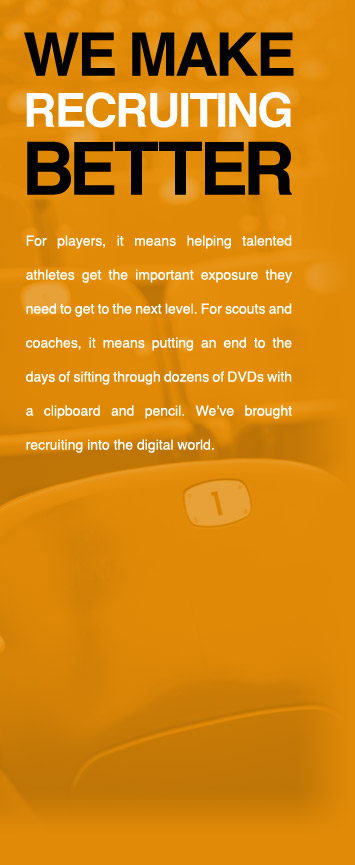 WE MAKE
RECRUITING
BETTER
For players, it means helping talented
athletes get the important exposure they
need to get to the next level. For scouts and
coaches, it means putting an end to the
days of sifting through dozens of DVDs with
a clipboard and pencil. We've brought
recruiting into the digital world.
1